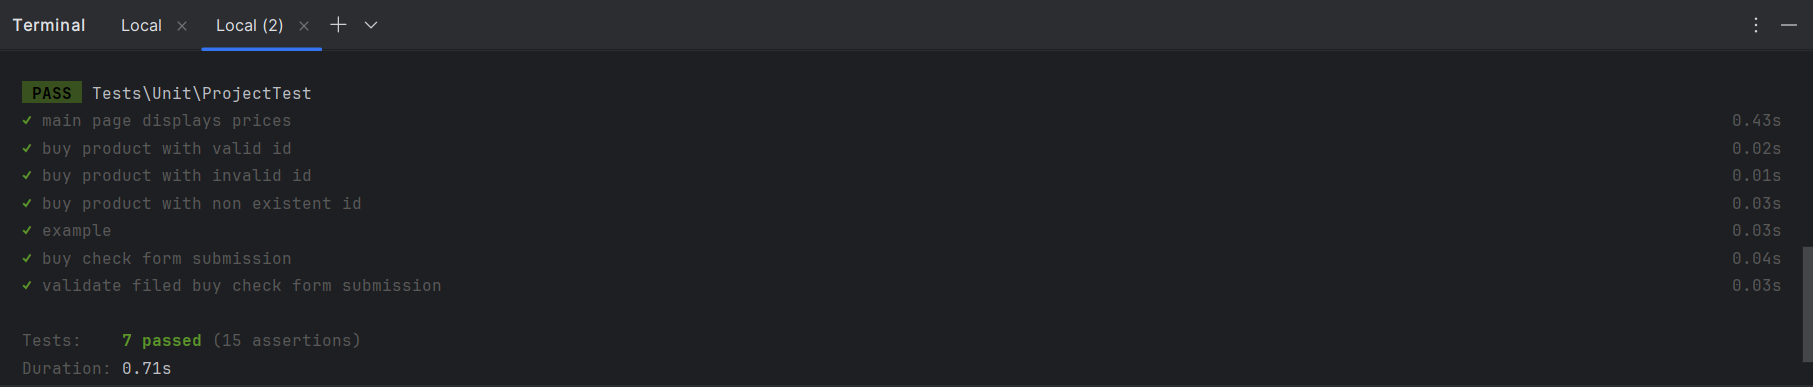 Terminal Local Local (2)
PASS Tests\Unit\ProjectTest
✓ main page displays prices 0.43s
✓ buy product with valid id 0.02s
✓ buy product with invalid id 0.01s
✓ buy product with non existent id 0.03s
✓ example 0.03s
✓ buy check form submission 0.04s
✓ validate filed buy check form submission 0.03s
Tests: 7 passed (15 assertions)
Duration: 0.71s